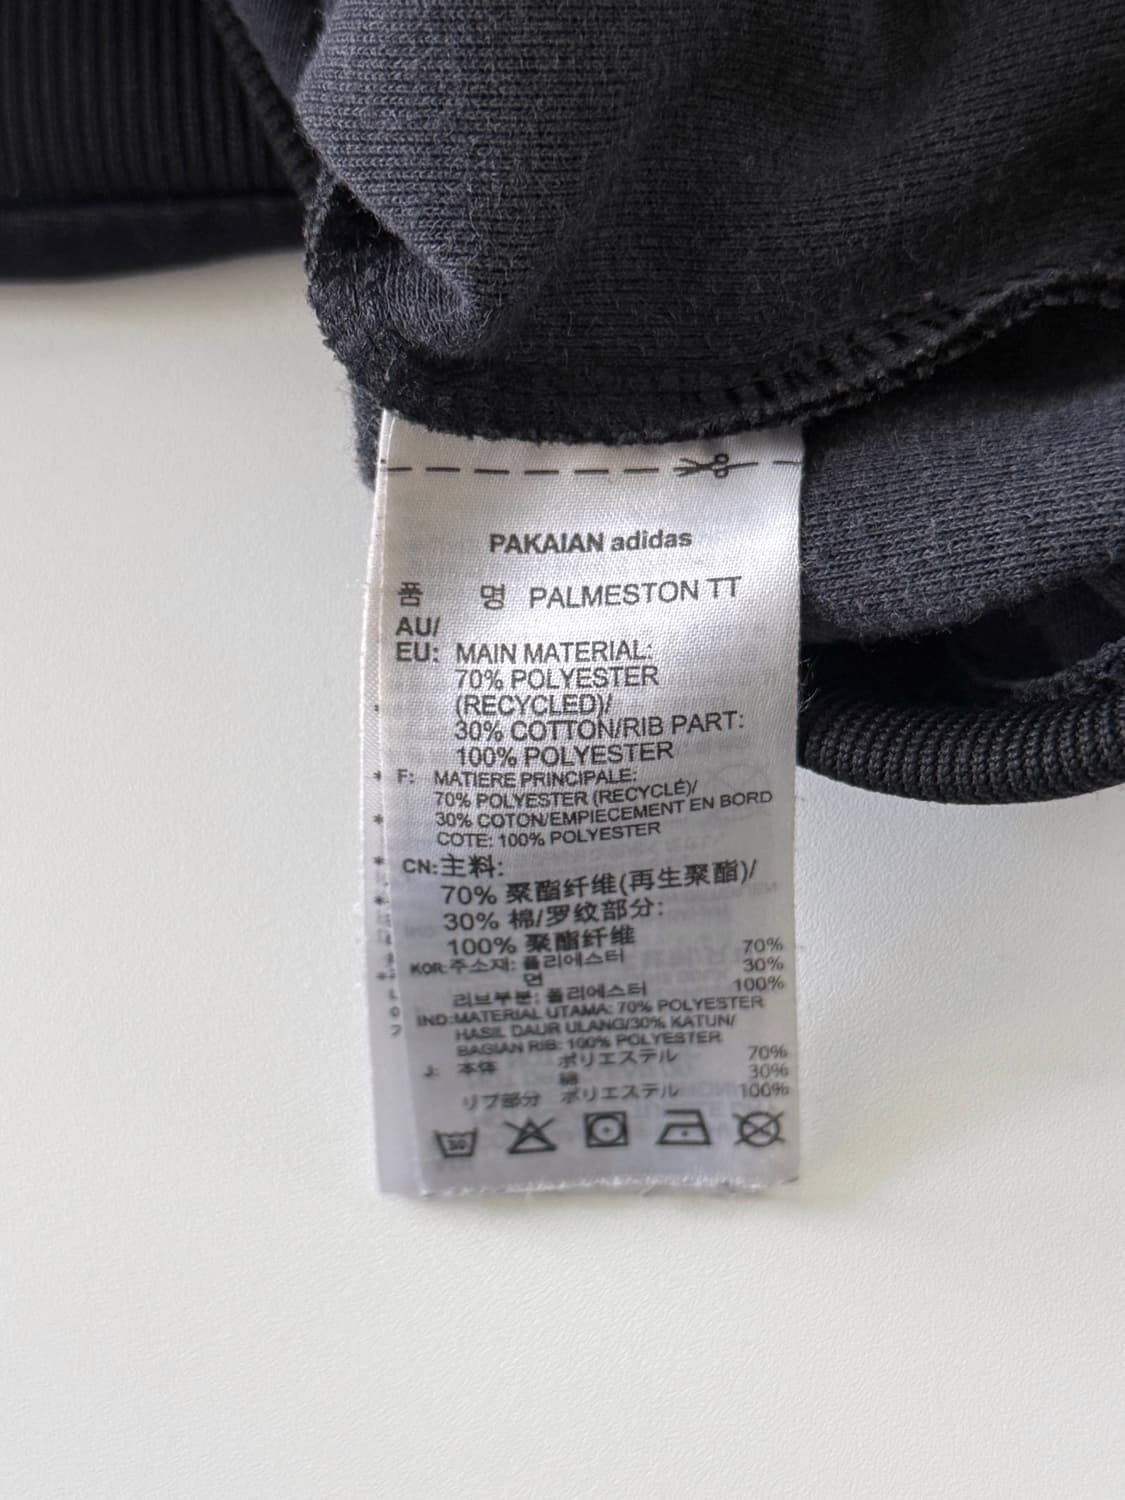 PAKAIAN adidas
품 명 PALMESTON TT
AU/
EU: MAIN MATERIAL:
70% POLYESTER
(RECYCLED)/
30% COTTON/RIB PART:
100% POLYESTER
F: MATIERE PRINCIPALE:
70% POLYESTER (RECYCLÉ)/
30% COTON/EMPIECEMENT EN BORD
COTE: 100% POLYESTER
CN:主料:
70% 聚酯纤维(再生聚酯)/
30% 棉/罗纹部分:
100% 聚酯纤维
KOR:주소재: 폴리에스터 70%
면 30%
리브부분: 폴리에스터 100%
IND:MATERIAL UTAMA: 70% POLYESTER
HASIL DAUR ULANG/30% KATUN/
BAGIAN RIB: 100% POLYESTER
J: 本体 ポリエステル 70%
綿 30%
リブ部分 ポリエステル 100%
30